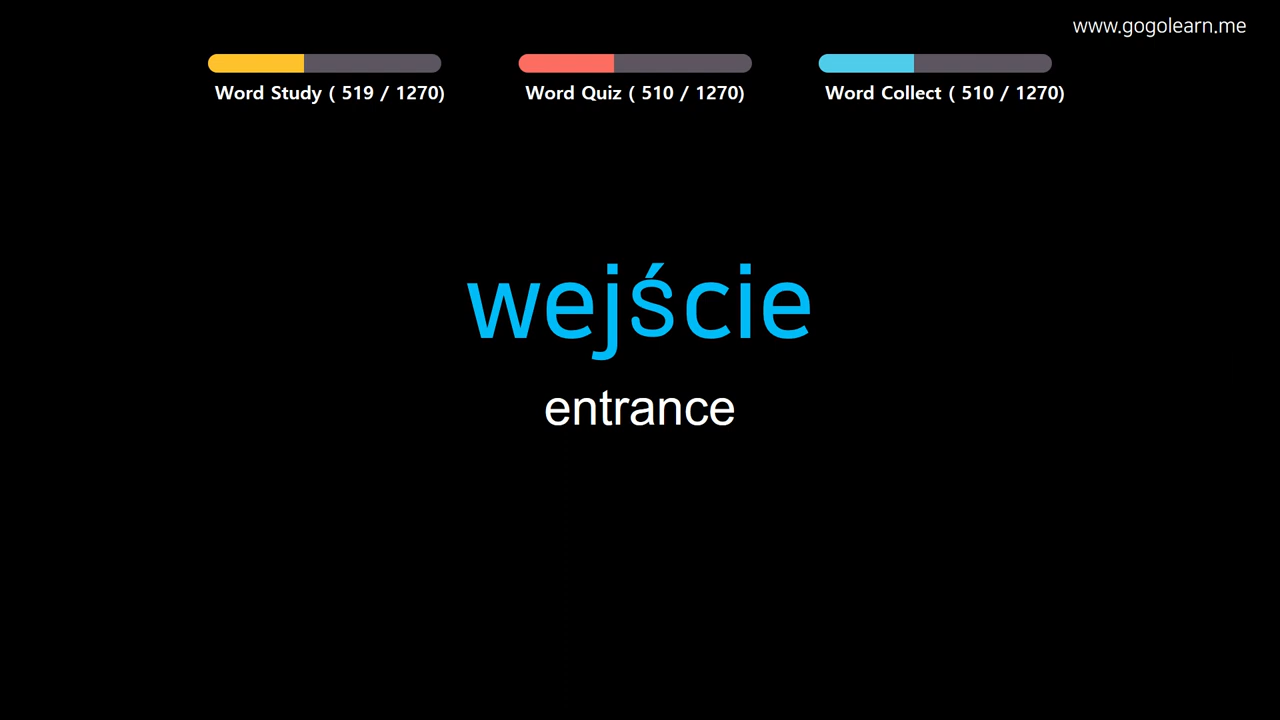 www.gogolearn.me
Word Study ( 519 / 1270)
Word Quiz ( 510 / 1270)
Word Collect ( 510 / 1270)
wejście
entrance